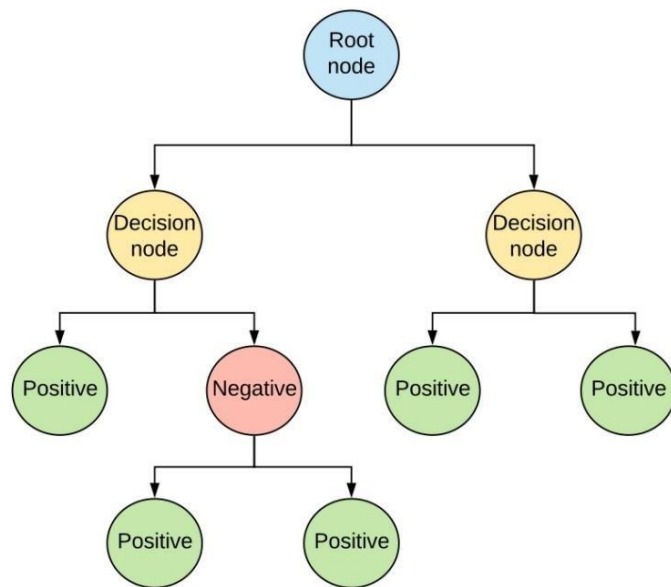 Root
node
Decision
node
Decision
node
Positive
Negative
Positive
Positive
Positive
Positive